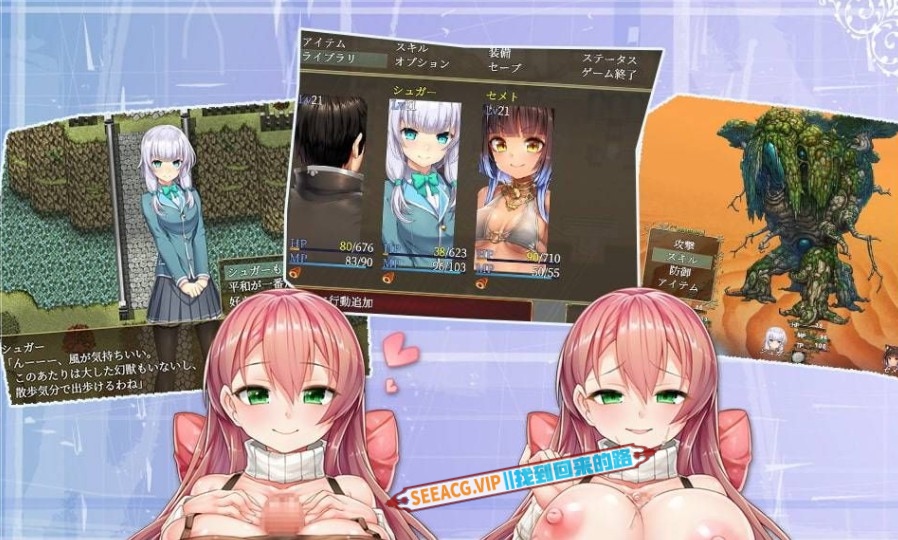 アイテム
スキル
装備
ステータス
ライブラリ
オプション
セーブ
ゲーム終了
Lv21
シュガー
セメト
Lv21
HP 80/676
38/623
90/710
MP 83/90
96/103
50/55
行動追加
シュガーも
平和が一番
シュガー
「んーーー、風が気持ちいい。
このあたりは大した幻獣もいないし、
散歩気分で出歩けるわね」
攻撃
スキル
防御
アイテム
SEEACG.VIP||找到回来的路